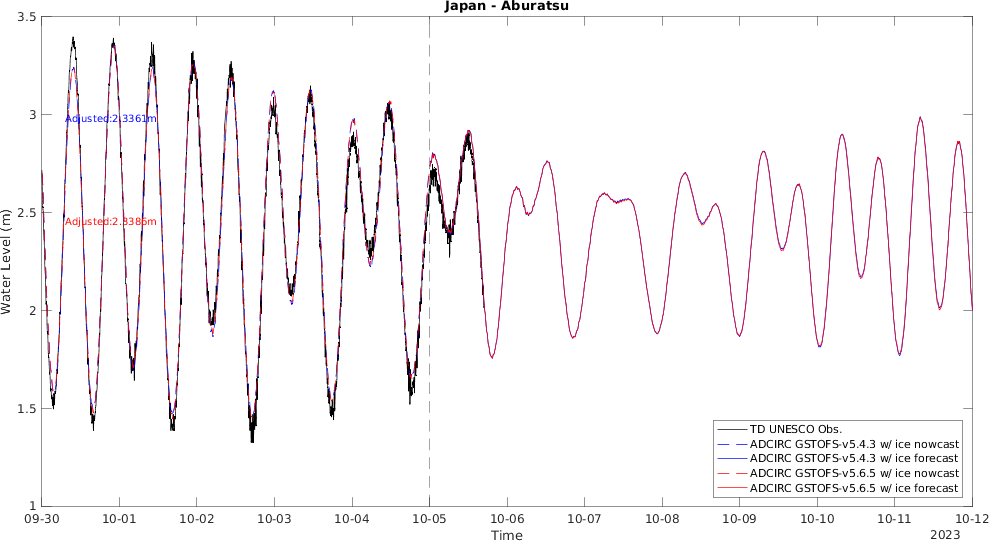 Japan - Aburatsu
3.5
3
2.5
2
1.5
1
Water Level (m)
Adjusted:2.3361m
Adjusted:2.3386m
TD UNESCO Obs.
ADCIRC GSTOFS-v5.4.3 w/ ice nowcast
ADCIRC GSTOFS-v5.4.3 w/ ice forecast
ADCIRC GSTOFS-v5.6.5 w/ ice nowcast
ADCIRC GSTOFS-v5.6.5 w/ ice forecast
09-30 10-01 10-02 10-03 10-04 10-05 10-06 10-07 10-08 10-09 10-10 10-11 10-12
Time
2023